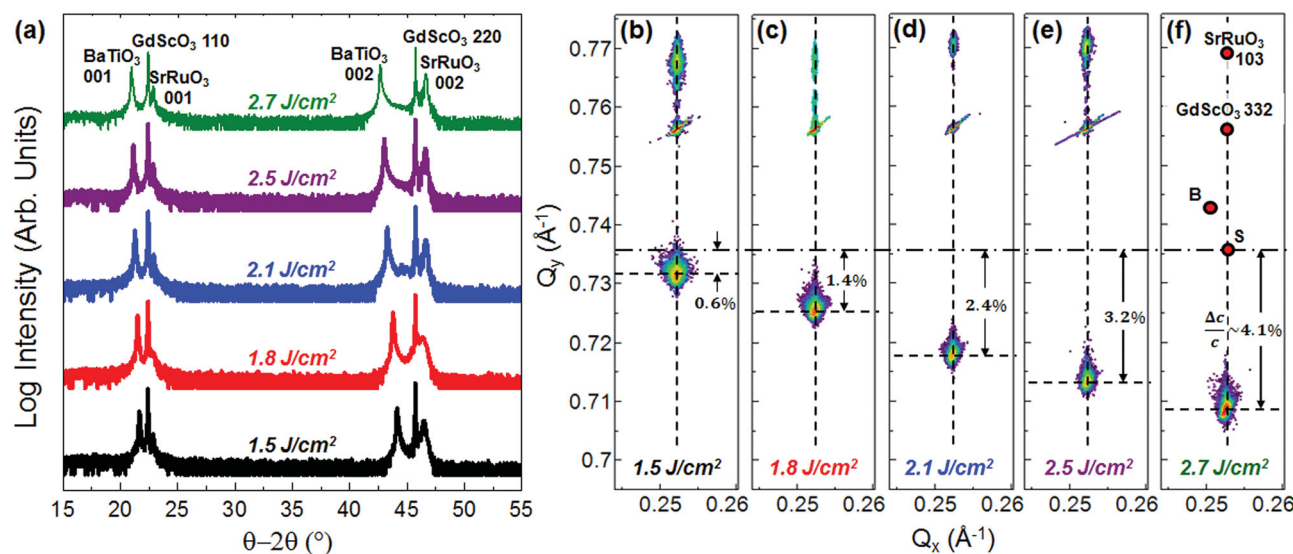 (a)
Log Intensity (Arb. Units)
BaTiO3
001
GdScO3 110
SrRuO3
001
BaTiO3
002
GdScO3 220
SrRuO3
002
2.7 J/cm2
2.5 J/cm2
2.1 J/cm2
1.8 J/cm2
1.5 J/cm2
15 20 25 30 35 40 45 50 55
θ–2θ (°)
Qy (Å-1)
0.77
0.76
0.75
0.74
0.73
0.72
0.71
0.7
(b)
0.6%
1.5 J/cm2
0.25 0.26
(c)
1.4%
1.8 J/cm2
0.25 0.26
(d)
2.4%
2.1 J/cm2
0.25 0.26
(e)
3.2%
2.5 J/cm2
0.25 0.26
(f)
SrRuO3
103
GdScO3 332
B
S
Δc
c
~4.1%
2.7 J/cm2
0.25 0.26
Qx (Å-1)